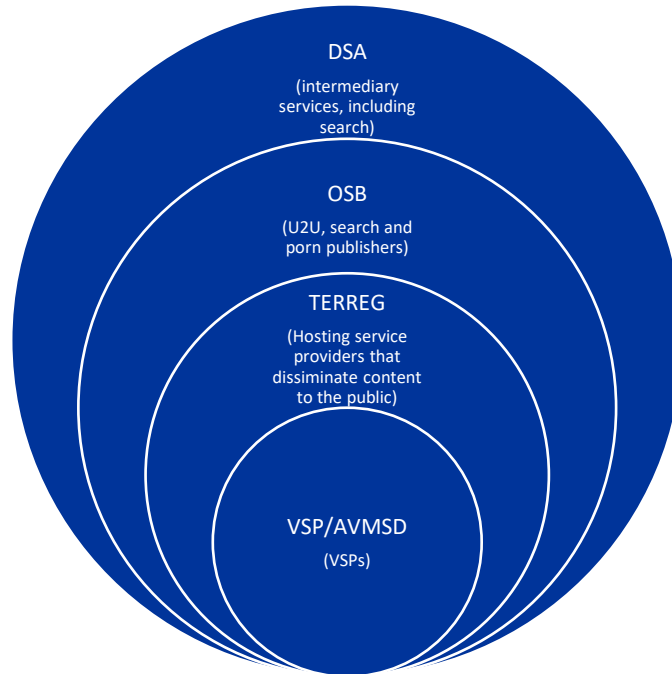 DSA
(intermediary
services, including
search)
OSB
(U2U, search and
porn publishers)
TERREG
(Hosting service
providers that
dissiminate content
to the public)
VSP/AVMSD
(VSPs)